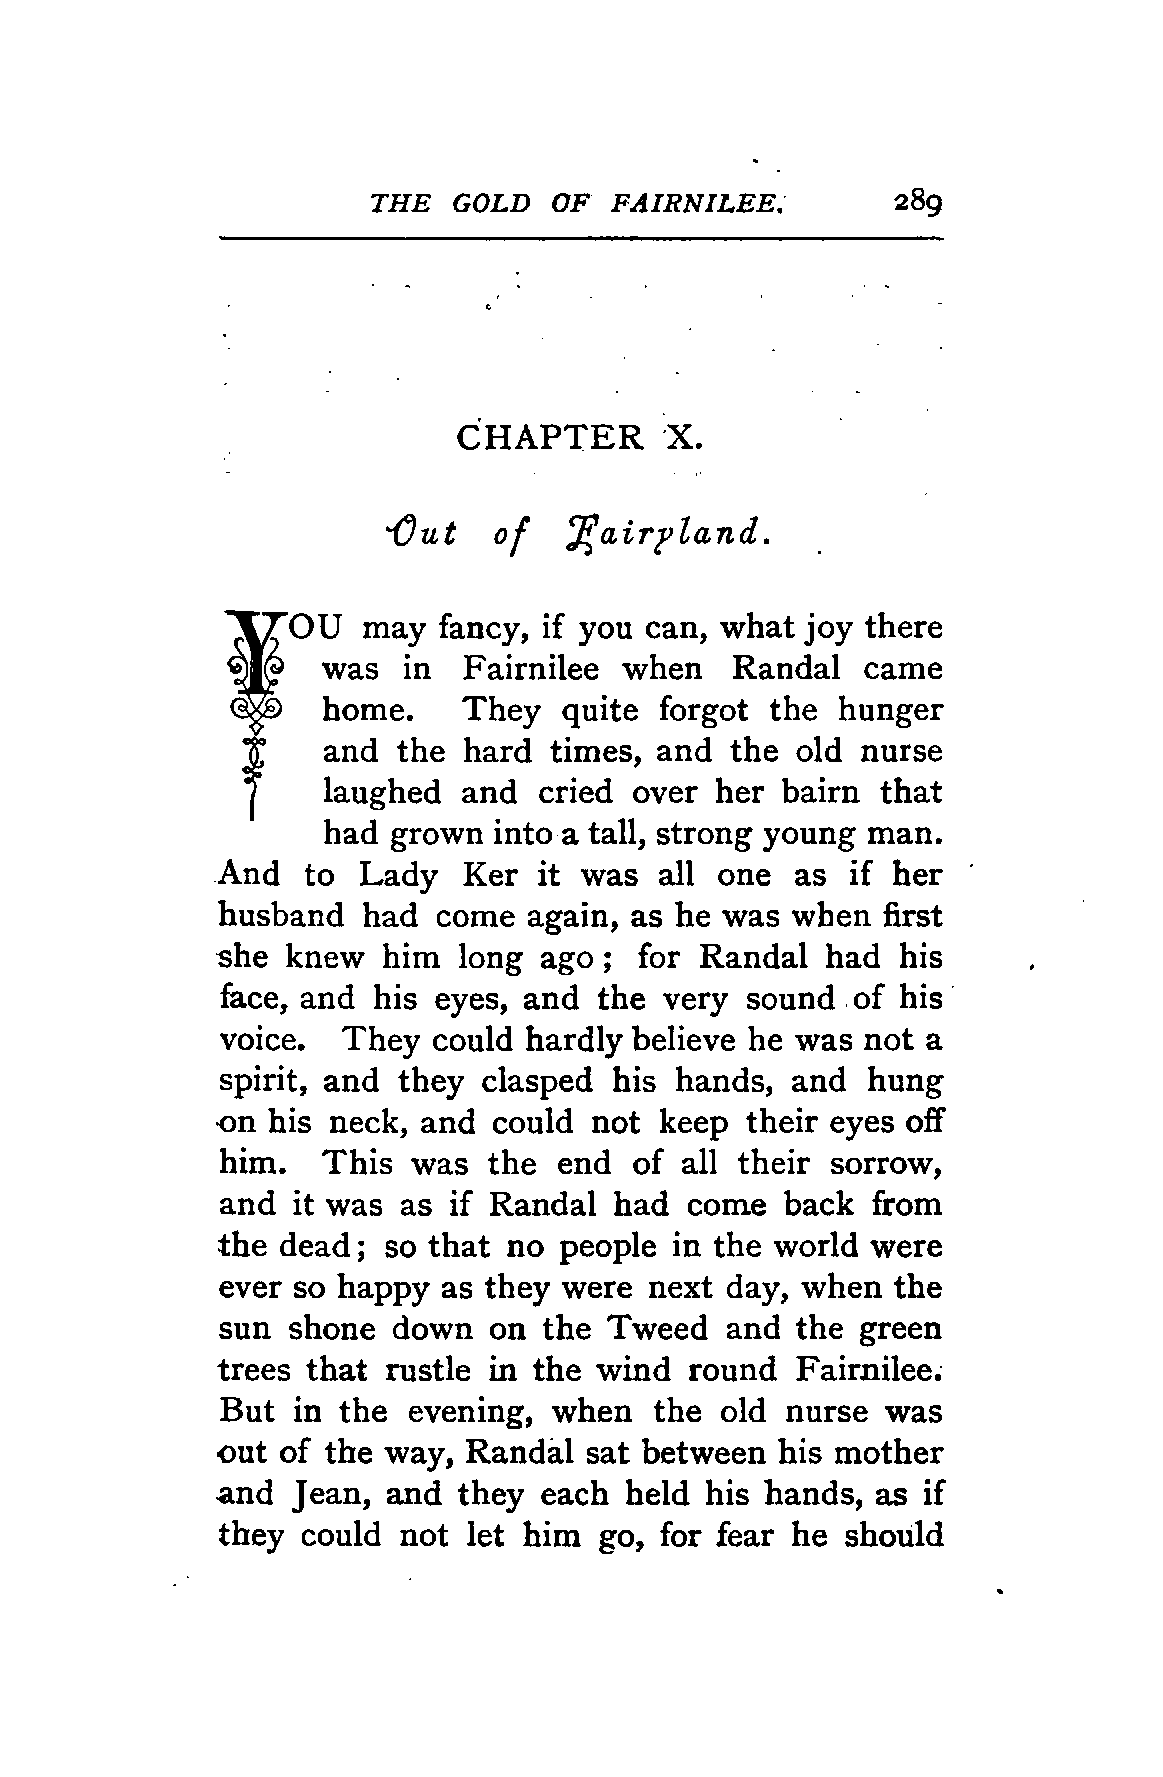 THE GOLD OF FAIRNILEE. 289
CHAPTER X.
Out of Fairyland.
YOU may fancy, if you can, what joy there
was in Fairnilee when Randal came
home. They quite forgot the hunger
and the hard times, and the old nurse
laughed and cried over her bairn that
had grown into a tall, strong young man.
And to Lady Ker it was all one as if her
husband had come again, as he was when first
she knew him long ago; for Randal had his
face, and his eyes, and the very sound of his
voice. They could hardly believe he was not a
spirit, and they clasped his hands, and hung
on his neck, and could not keep their eyes off
him. This was the end of all their sorrow,
and it was as if Randal had come back from
the dead; so that no people in the world were
ever so happy as they were next day, when the
sun shone down on the Tweed and the green
trees that rustle in the wind round Fairnilee.
But in the evening, when the old nurse was
out of the way, Randal sat between his mother
and Jean, and they each held his hands, as if
they could not let him go, for fear he should